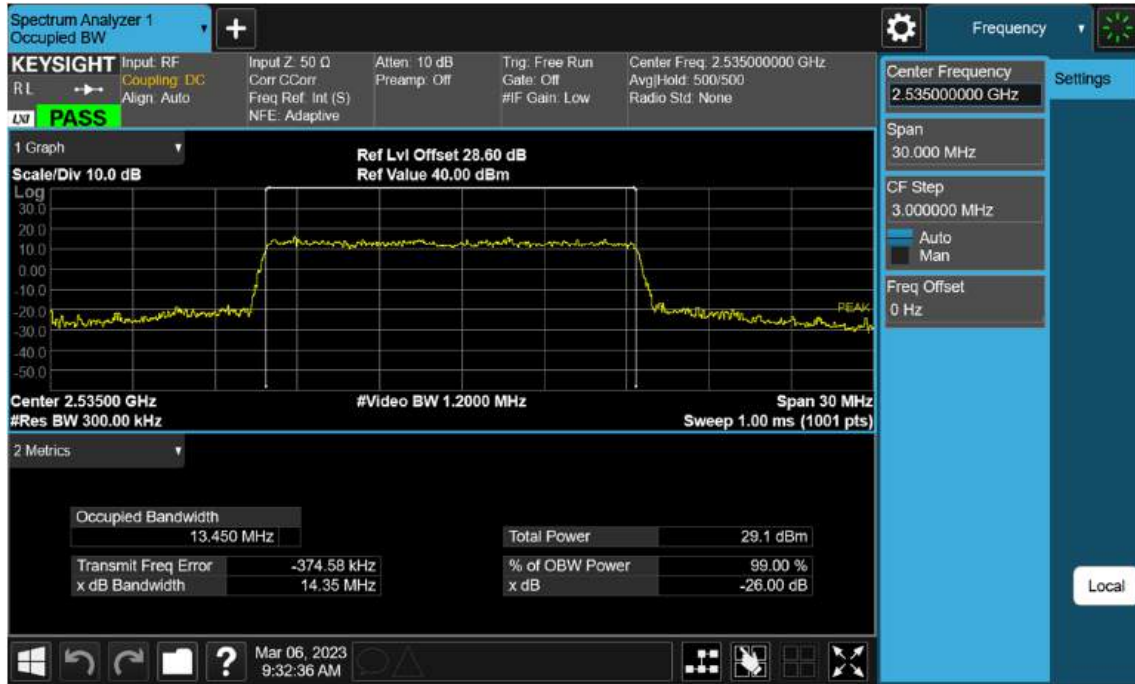 Spectrum Analyzer 1
Occupied BW
+
Frequency
KEYSIGHT
R L
LXI
PASS
Input: RF
Coupling: DC
Align: Auto
Input Z: 50 Ω
Corr CCorr
Freq Ref: Int (S)
NFE: Adaptive
Atten: 10 dB
Preamp: Off
Trig: Free Run
Gate: Off
#IF Gain: Low
Center Freq: 2.535000000 GHz
Avg|Hold: 500/500
Radio Std: None
Center Frequency
2.535000000 GHz
Settings
Span
30.000 MHz
CF Step
3.000000 MHz
Auto
Man
Freq Offset
0 Hz
Local
1 Graph
Scale/Div 10.0 dB
Ref Lvl Offset 28.60 dB
Ref Value 40.00 dBm
Log
30.0
20.0
10.0
0.00
-10.0
-20.0
-30.0
-40.0
-50.0
PEAK
Center 2.53500 GHz
#Video BW 1.2000 MHz
Span 30 MHz
#Res BW 300.00 kHz
Sweep 1.00 ms (1001 pts)
2 Metrics
Occupied Bandwidth
13.450 MHz
Total Power 29.1 dBm
Transmit Freq Error -374.58 kHz
% of OBW Power 99.00 %
x dB Bandwidth 14.35 MHz
x dB -26.00 dB
?
Mar 06, 2023
9:32:36 AM